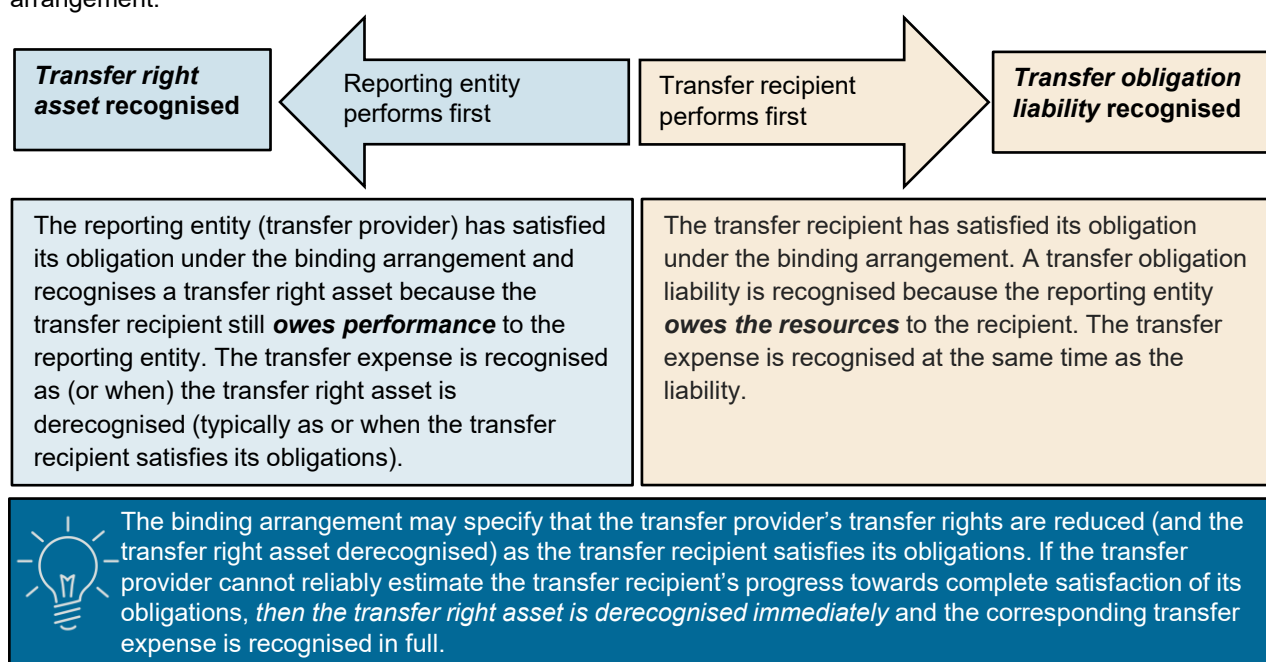 arrangement.
Transfer right
asset recognised
Reporting entity
performs first
Transfer recipient
performs first
Transfer obligation
liability recognised
The reporting entity (transfer provider) has satisfied
its obligation under the binding arrangement and
recognises a transfer right asset because the
transfer recipient still owes performance to the
reporting entity. The transfer expense is recognised
as (or when) the transfer right asset is
derecognised (typically as or when the transfer
recipient satisfies its obligations).
The transfer recipient has satisfied its obligation
under the binding arrangement. A transfer obligation
liability is recognised because the reporting entity
owes the resources to the recipient. The transfer
expense is recognised at the same time as the
liability.
The binding arrangement may specify that the transfer provider's transfer rights are reduced (and the
transfer right asset derecognised) as the transfer recipient satisfies its obligations. If the transfer
provider cannot reliably estimate the transfer recipient's progress towards complete satisfaction of its
obligations, then the transfer right asset is derecognised immediately and the corresponding transfer
expense is recognised in full.